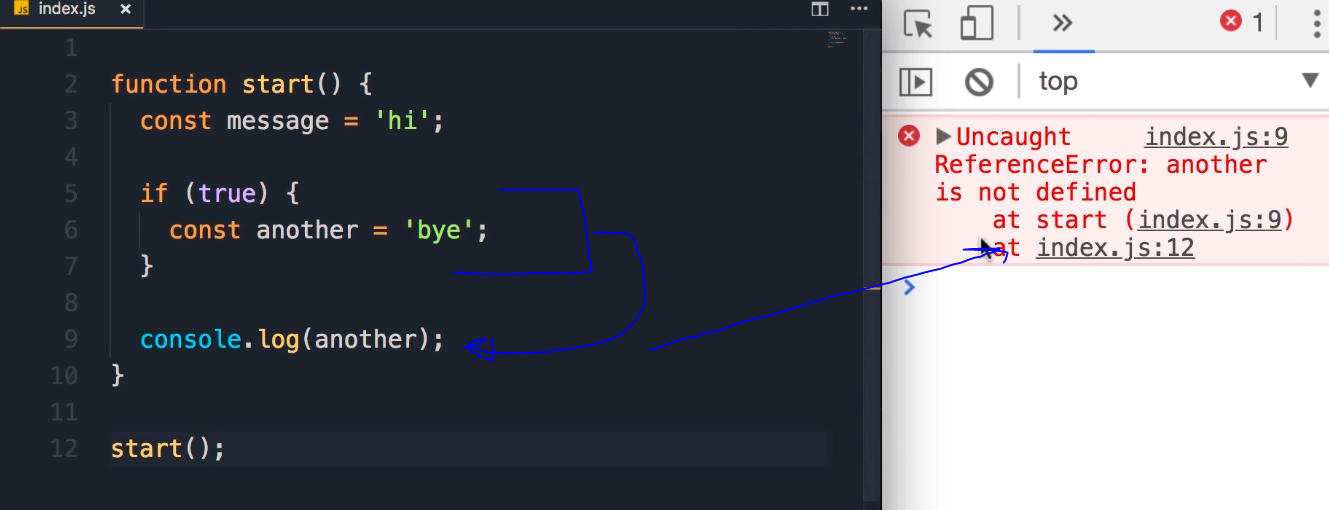 JS index.js ×
1
2 function start() {
3 const message = 'hi';
4
5 if (true) {
6 const another = 'bye';
7 }
8
9 console.log(another);
10 }
11
12 start();
1
top
Uncaught index.js:9
ReferenceError: another
is not defined
at start (index.js:9)
at index.js:12